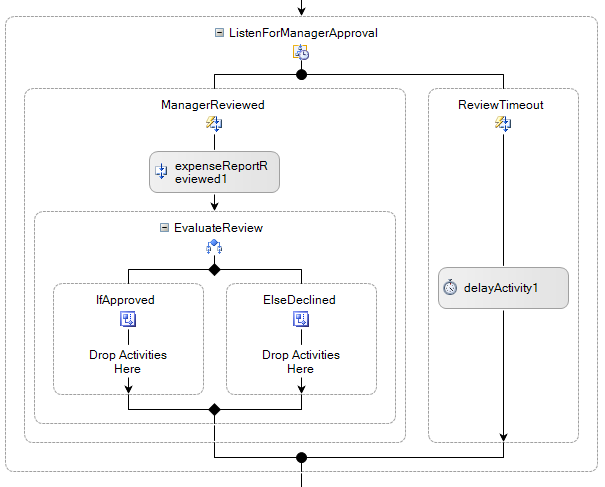 ListenForManagerApproval
ManagerReviewed
expenseReportR
eviewed1
EvaluateReview
IfApproved
Drop Activities
Here
ElseDeclined
Drop Activities
Here
ReviewTimeout
delayActivity1